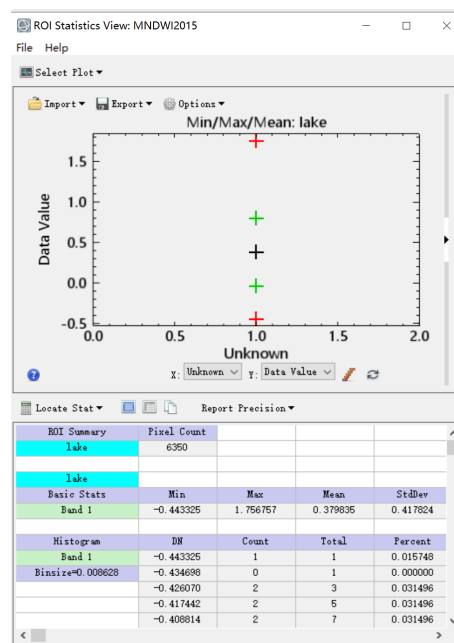 ROI Statistics View: MNDWI2015
File Help
Select Plot
Import Export Options
Min/Max/Mean: lake
Data Value
1.5
1.0
0.5
0.0
-0.5
0.0 0.5 1.0 1.5 2.0
Unknown
X: Unknown Y: Data Value
Locate Stat Report Precision
ROI Summary Pixel Count
lake 6350
lake
Basic Stats Min Max Mean StdDev
Band 1 -0.443325 1.756757 0.379835 0.417824
Histogram DN Count Total Percent
Band 1 -0.443325 1 1 0.015748
Binsize=0.008628 -0.434698 0 1 0.000000
-0.426070 2 3 0.031496
-0.417442 2 5 0.031496
-0.408814 2 7 0.031496